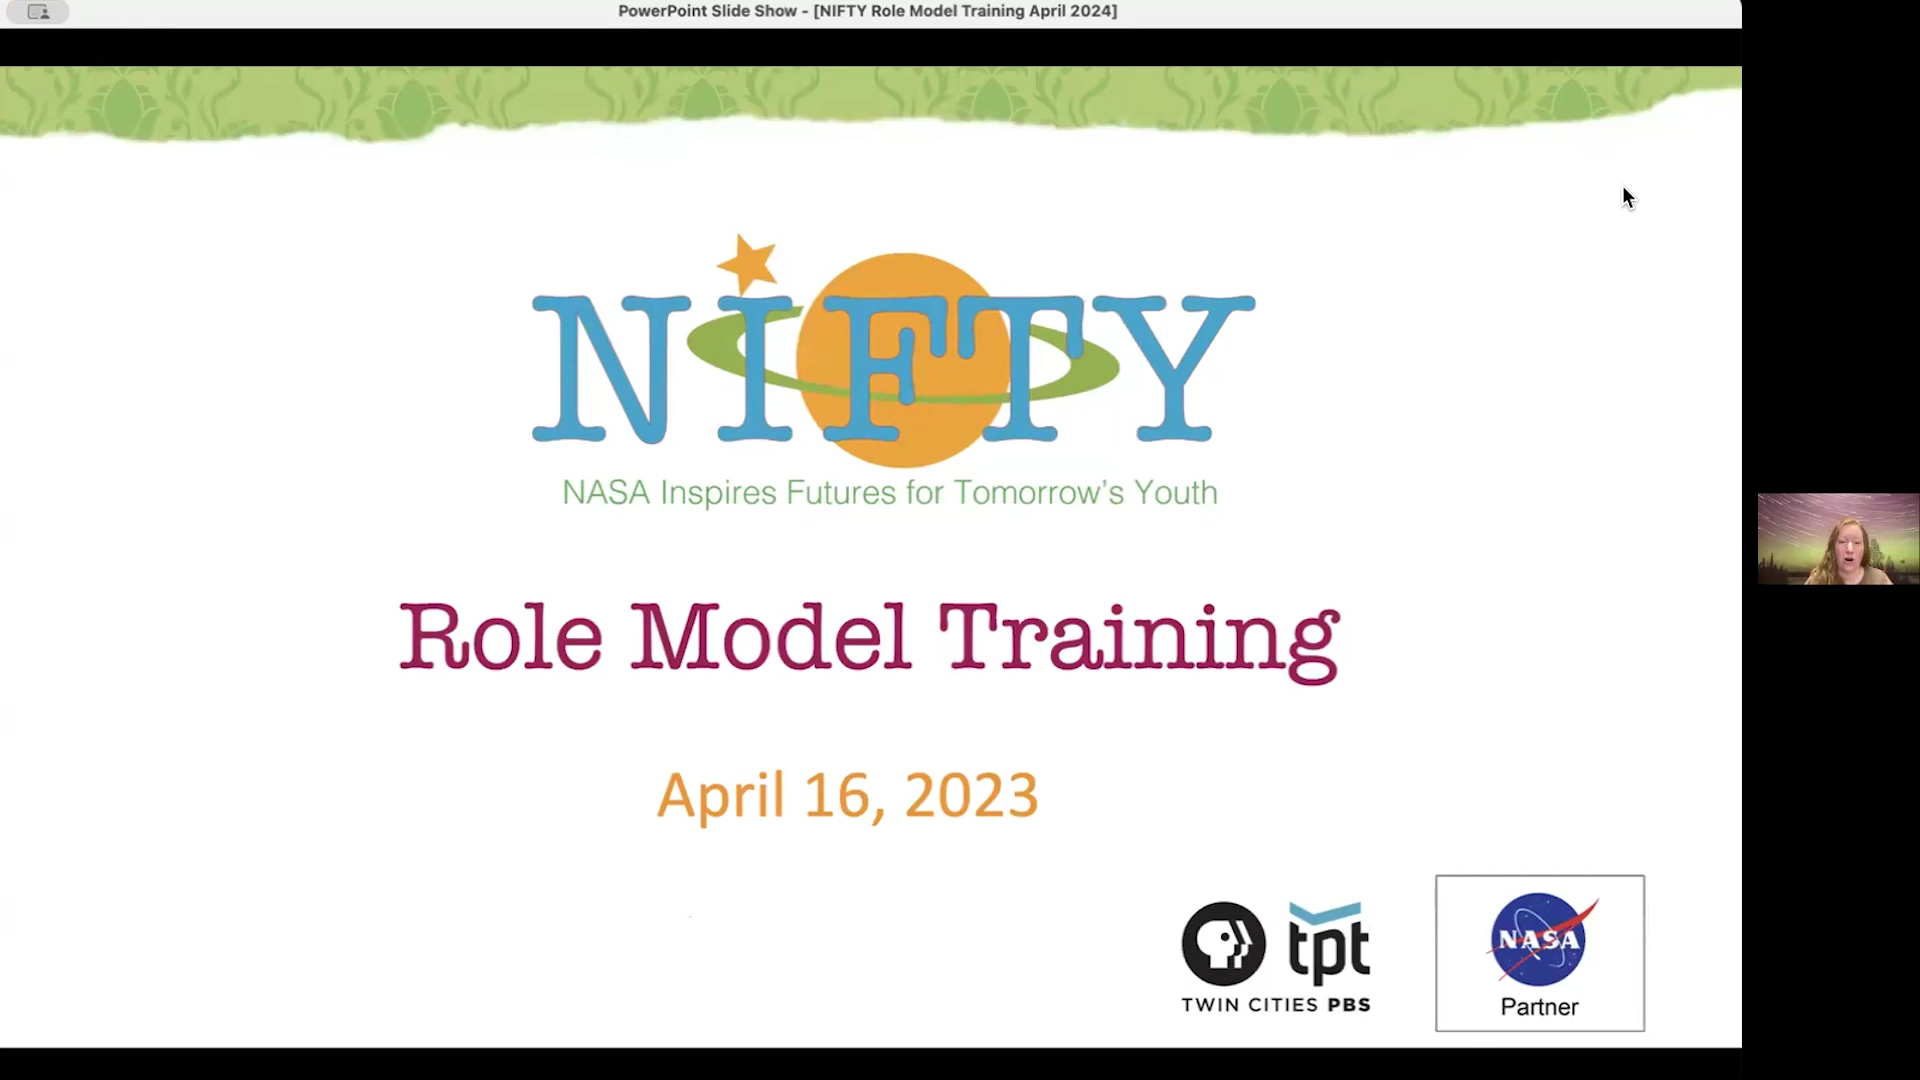 PowerPoint Slide Show - [NIFTY Role Model Training April 2024]
NIFTY
NASA Inspires Futures for Tomorrow's Youth
Role Model Training
April 16, 2023
tpt
TWIN CITIES PBS
NASA
Partner